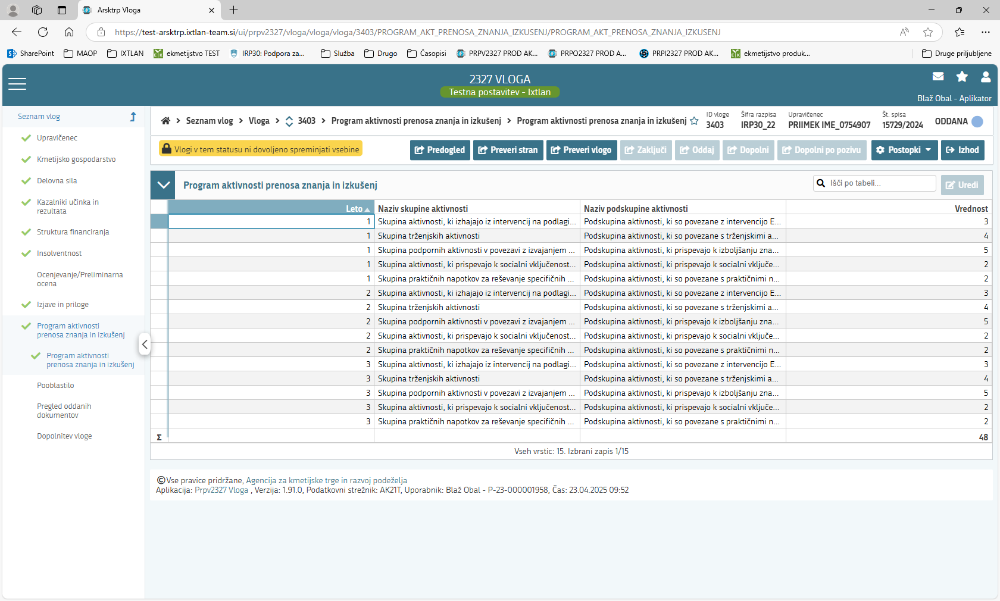 Arsktrp Vloga
https://test-arsktrp.ixtlan-team.si/ui/prpv2327/vloga/vloga/vloga/3403/PROGRAM_AKT_PRENOSA_ZNANJA_IZKUSENJ/PROGRAM_AKT_PRENOSA_ZNANJA_IZKUSENJ
SharePoint MAOP IXTLAN ekmetijstvo TEST IRP30: Podpora za... Služba Drugo Časopisi PRPV2327 PROD AK... PRPO2327 PROD A... PRPI2327 PROD AK... ekmetijstvo produk... Druge priljubljene
2327 VLOGA
Testna postavitev - Ixtlan
Blaž Obal - Aplikator
Seznam vlog
Upravičenec
Kmetijsko gospodarstvo
Delovna sila
Kazalniki učinka in
rezultata
Struktura financiranja
Insolventnost
Ocenjevanje/Preliminarna
ocena
Izjave in priloge
Program aktivnosti
prenosa znanja in izkušenj
Program aktivnosti
prenosa znanja in izkušenj
Pooblastilo
Pregled oddanih
dokumentov
Dopolnitev vloge
Seznam vlog Vloga 3403 Program aktivnosti prenosa znanja in izkušenj Program aktivnosti prenosa znanja in izkušenj
ID vloge Šifra razpisa Upravičenec Št. spisa
3403 IRP30_22 PRIIMEK IME_0754907 15729/2024 ODDANA
Vlogi v tem statusu ni dovoljeno spreminjati vsebine
Predogled Preveri stran Preveri vlogo Zaključi Oddaj Dopolni Dopolni po pozivu Postopki Izhod
Program aktivnosti prenosa znanja in izkušenj
Išči po tabeli... Uredi
Leto Naziv skupine aktivnosti Naziv podskupine aktivnosti Vrednost
1 Skupina aktivnosti, ki izhajajo iz intervencij na podlagi... Podskupina aktivnosti, ki so povezane z intervencijo E... 3
1 Skupina trženjskih aktivnosti Podskupina aktivnosti, ki so povezane s trženjskimi a... 4
1 Skupina podpornih aktivnosti v povezavi z izvajanjem ... Podskupina aktivnosti, ki prispevajo k izboljšanju zna... 5
1 Skupina aktivnosti, ki prispevajo k socialni vključenost... Podskupina aktivnosti, ki prispevajo k socialni vključe... 2
1 Skupina praktičnih napotkov za reševanje specifičnih ... Podskupina aktivnosti, ki so povezane s praktičnimi n... 2
2 Skupina aktivnosti, ki izhajajo iz intervencij na podlagi... Podskupina aktivnosti, ki so povezane z intervencijo E... 3
2 Skupina trženjskih aktivnosti Podskupina aktivnosti, ki so povezane s trženjskimi a... 4
2 Skupina podpornih aktivnosti v povezavi z izvajanjem ... Podskupina aktivnosti, ki prispevajo k izboljšanju zna... 5
2 Skupina aktivnosti, ki prispevajo k socialni vključenost... Podskupina aktivnosti, ki prispevajo k socialni vključe... 2
2 Skupina praktičnih napotkov za reševanje specifičnih ... Podskupina aktivnosti, ki so povezane s praktičnimi n... 2
3 Skupina aktivnosti, ki izhajajo iz intervencij na podlagi... Podskupina aktivnosti, ki so povezane z intervencijo E... 3
3 Skupina trženjskih aktivnosti Podskupina aktivnosti, ki so povezane s trženjskimi a... 4
3 Skupina podpornih aktivnosti v povezavi z izvajanjem ... Podskupina aktivnosti, ki prispevajo k izboljšanju zna... 5
3 Skupina aktivnosti, ki prispevajo k socialni vključenost... Podskupina aktivnosti, ki prispevajo k socialni vključe... 2
3 Skupina praktičnih napotkov za reševanje specifičnih ... Podskupina aktivnosti, ki so povezane s praktičnimi n... 2
Σ 48
Vseh vrstic: 15. Izbrani zapis 1/15
©Vse pravice pridržane, Agencija za kmetijske trge in razvoj podeželja
Aplikacija: Prpv2327 Vloga , Verzija: 1.91.0, Podatkovni strežnik: AK21T, Uporabnik: Blaž Obal - P-23-000001958, Čas: 23.04.2025 09:52